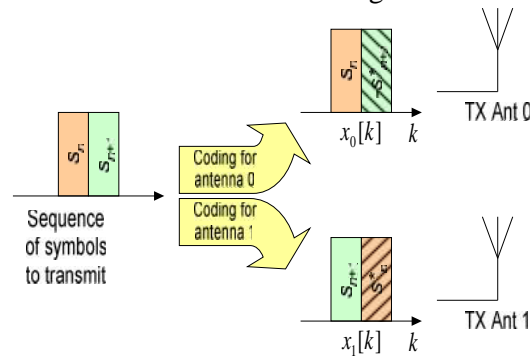 S_n -S*_{n+1}
x_0[k] k
TX Ant 0
S_n S_{n+1}
Coding for
antenna 0
Coding for
antenna 1
Sequence
of symbols
to transmit
S_{n+1} S*_n
x_1[k] k
TX Ant 1